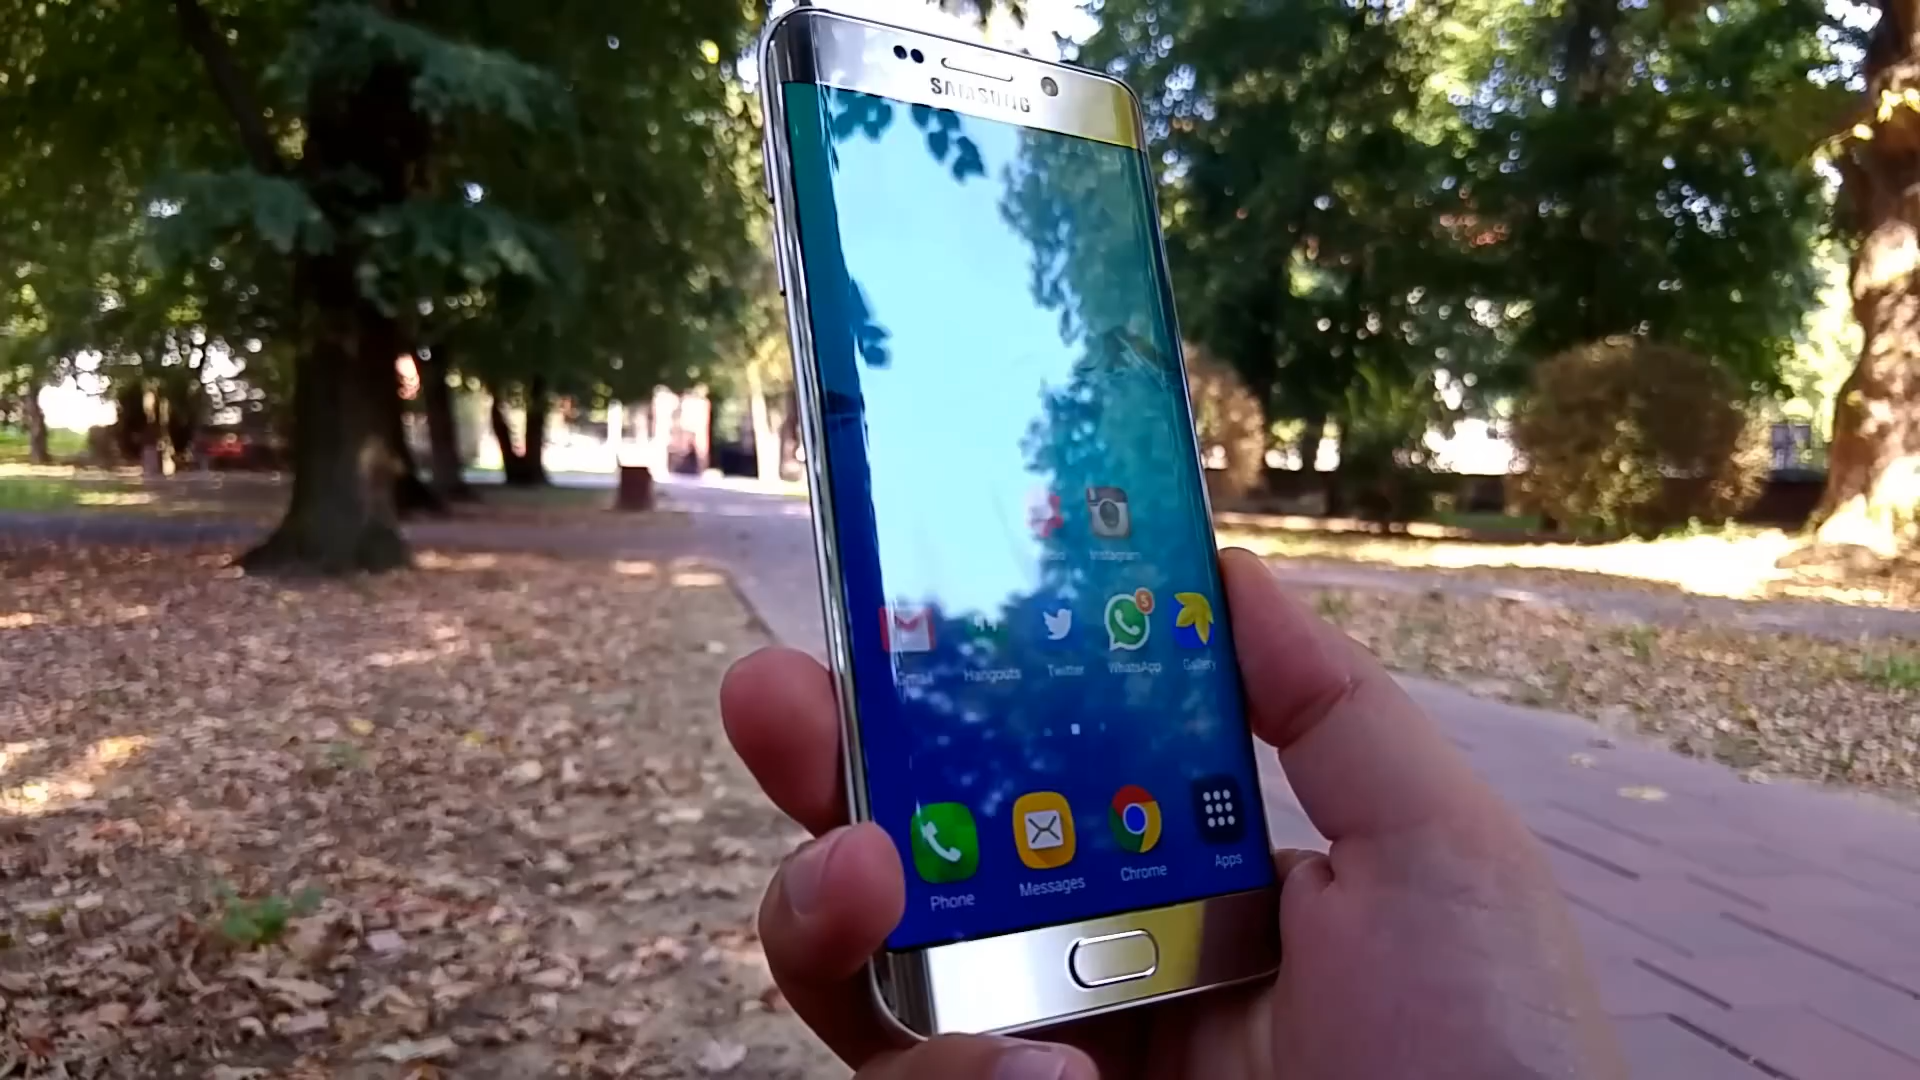 SAMSUNG
Instagram
Gmail
Hangouts
Twitter
5
WhatsApp
Gallery
Phone
Messages
Chrome
Apps